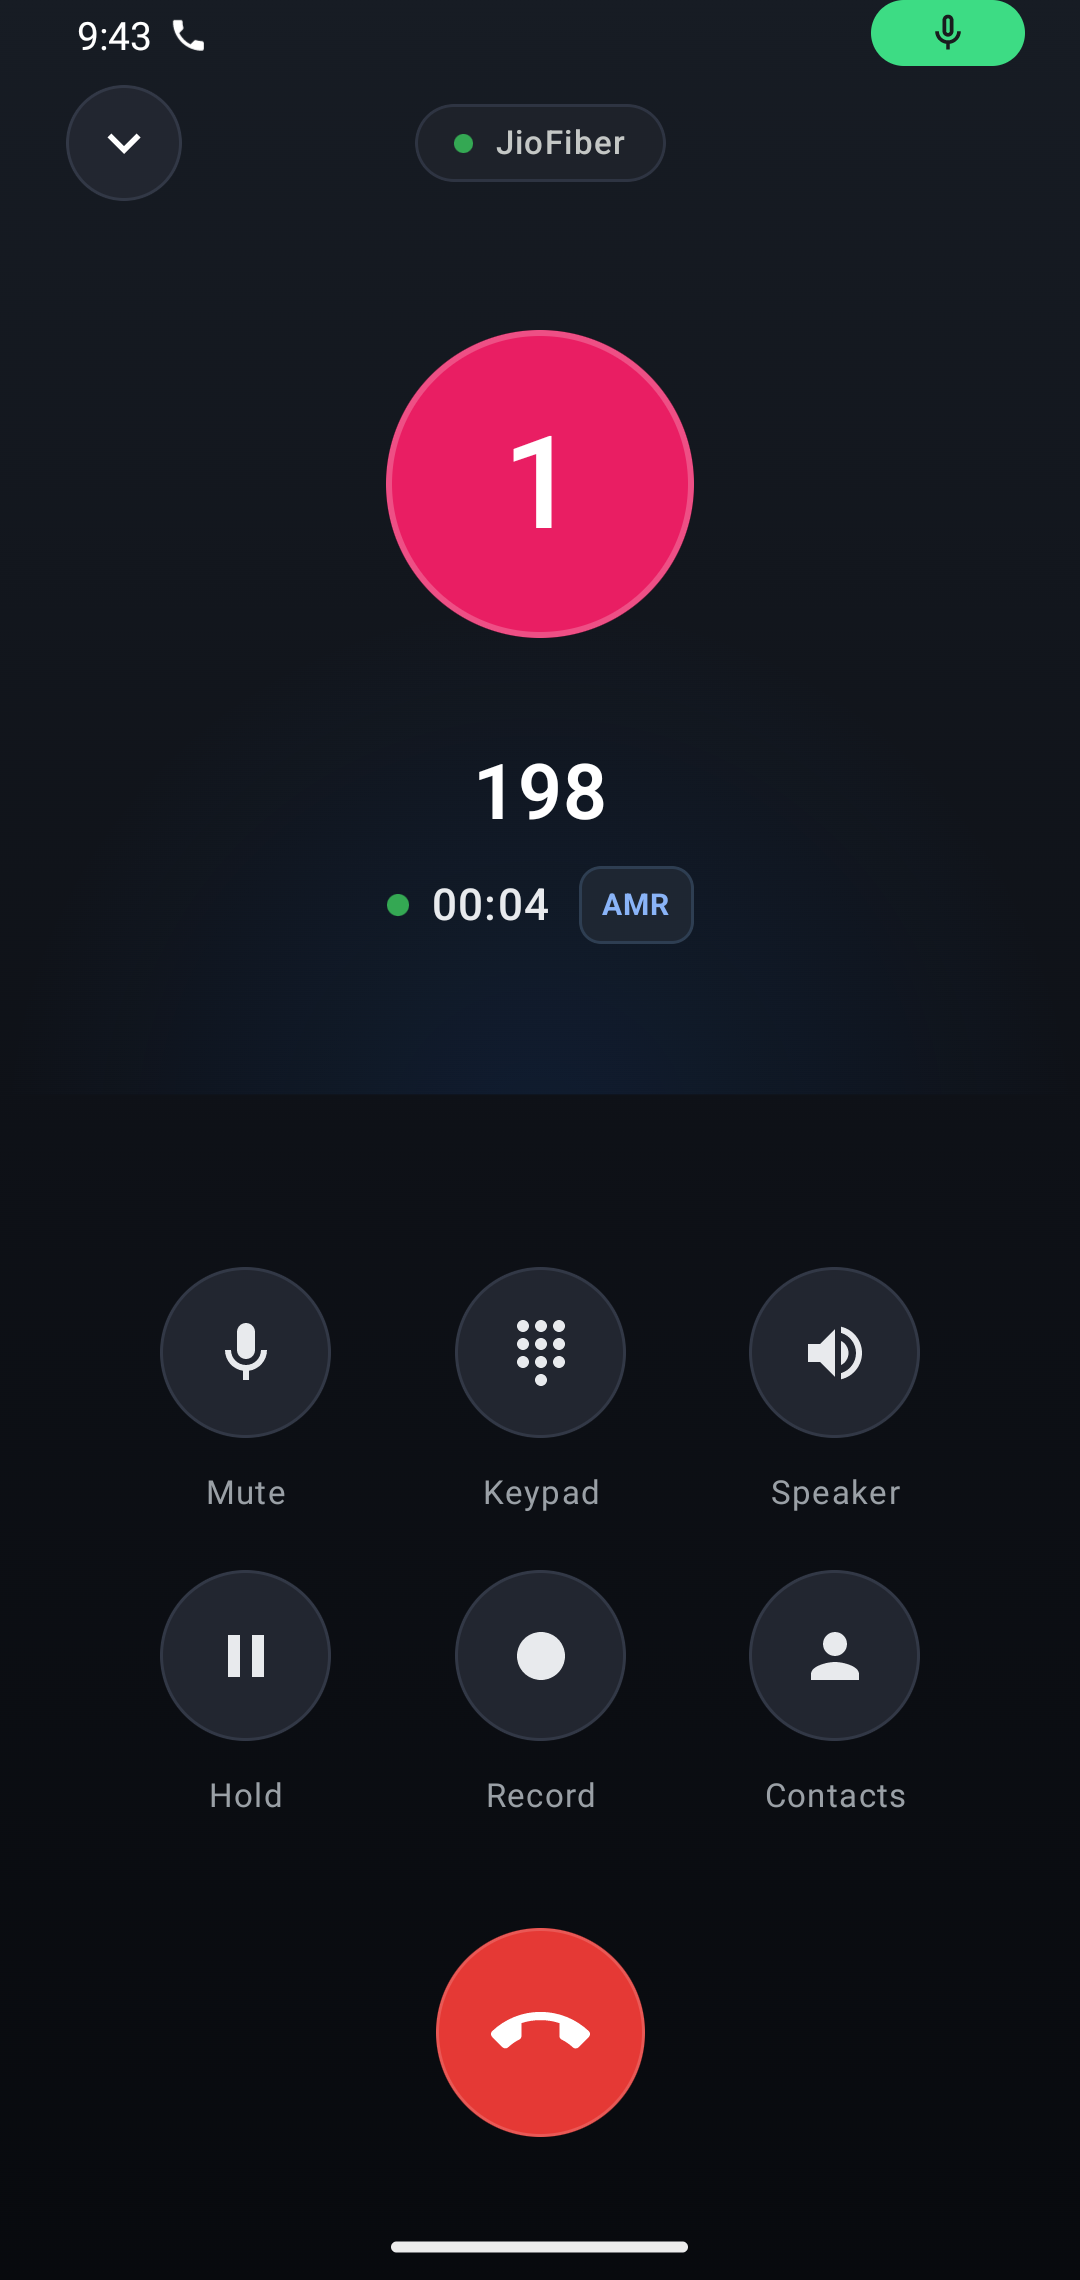 9:43
JioFiber
1
198
00:04 AMR
Mute Keypad Speaker
Hold Record Contacts